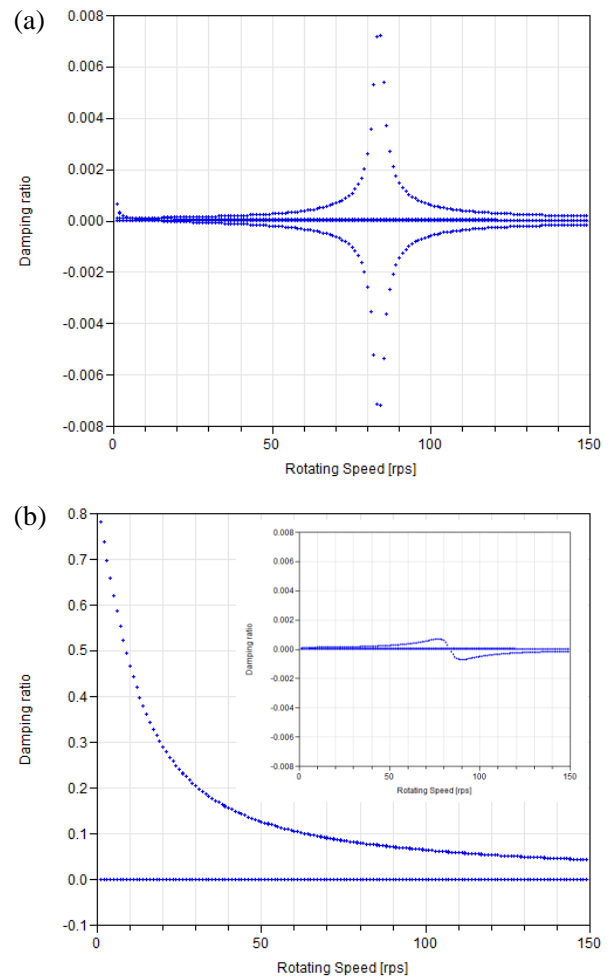 (a)
0.008
0.006
0.004
0.002
0.000
-0.002
-0.004
-0.006
-0.008
Damping ratio
0 50 100 150
Rotating Speed [rps]
(b)
0.8
0.7
0.6
0.5
0.4
0.3
0.2
0.1
0.0
-0.1
Damping ratio
0 50 100 150
Rotating Speed [rps]
0.008
0.006
0.004
0.002
0.000
-0.002
-0.004
-0.006
-0.008
Damping ratio
0 50 100 150
Rotating Speed [rps]